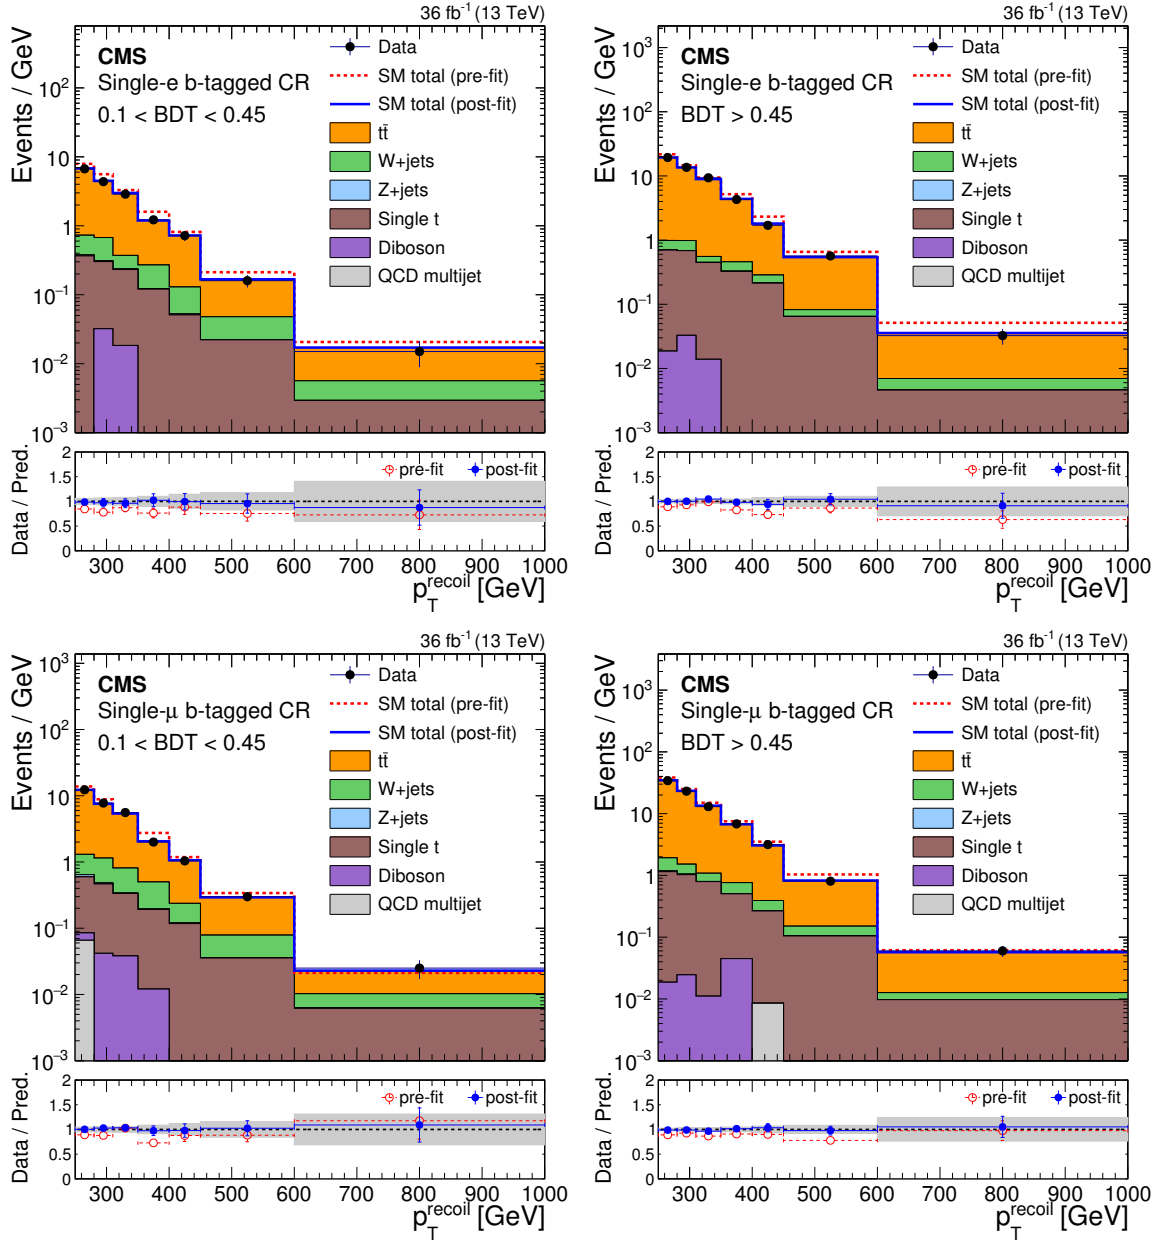 36 fb⁻¹ (13 TeV)
Events / GeV
CMS
Single-e b-tagged CR
0.1 < BDT < 0.45
Data
SM total (pre-fit)
SM total (post-fit)
tt̄
W+jets
Z+jets
Single t
Diboson
QCD multijet
10²
10
1
10⁻¹
10⁻²
10⁻³
Data / Pred.
pre-fit
post-fit
2
1.5
1
0.5
0
300 400 500 600 700 800 900 1000
p_T^recoil [GeV]
36 fb⁻¹ (13 TeV)
Events / GeV
CMS
Single-e b-tagged CR
BDT > 0.45
Data
SM total (pre-fit)
SM total (post-fit)
tt̄
W+jets
Z+jets
Single t
Diboson
QCD multijet
10³
10²
10
1
10⁻¹
10⁻²
10⁻³
Data / Pred.
pre-fit
post-fit
2
1.5
1
0.5
0
300 400 500 600 700 800 900 1000
p_T^recoil [GeV]
36 fb⁻¹ (13 TeV)
Events / GeV
CMS
Single-μ b-tagged CR
0.1 < BDT < 0.45
Data
SM total (pre-fit)
SM total (post-fit)
tt̄
W+jets
Z+jets
Single t
Diboson
QCD multijet
10³
10²
10
1
10⁻¹
10⁻²
10⁻³
Data / Pred.
pre-fit
post-fit
2
1.5
1
0.5
0
300 400 500 600 700 800 900 1000
p_T^recoil [GeV]
36 fb⁻¹ (13 TeV)
Events / GeV
CMS
Single-μ b-tagged CR
BDT > 0.45
Data
SM total (pre-fit)
SM total (post-fit)
tt̄
W+jets
Z+jets
Single t
Diboson
QCD multijet
10³
10²
10
1
10⁻¹
10⁻²
10⁻³
Data / Pred.
pre-fit
post-fit
2
1.5
1
0.5
0
300 400 500 600 700 800 900 1000
p_T^recoil [GeV]